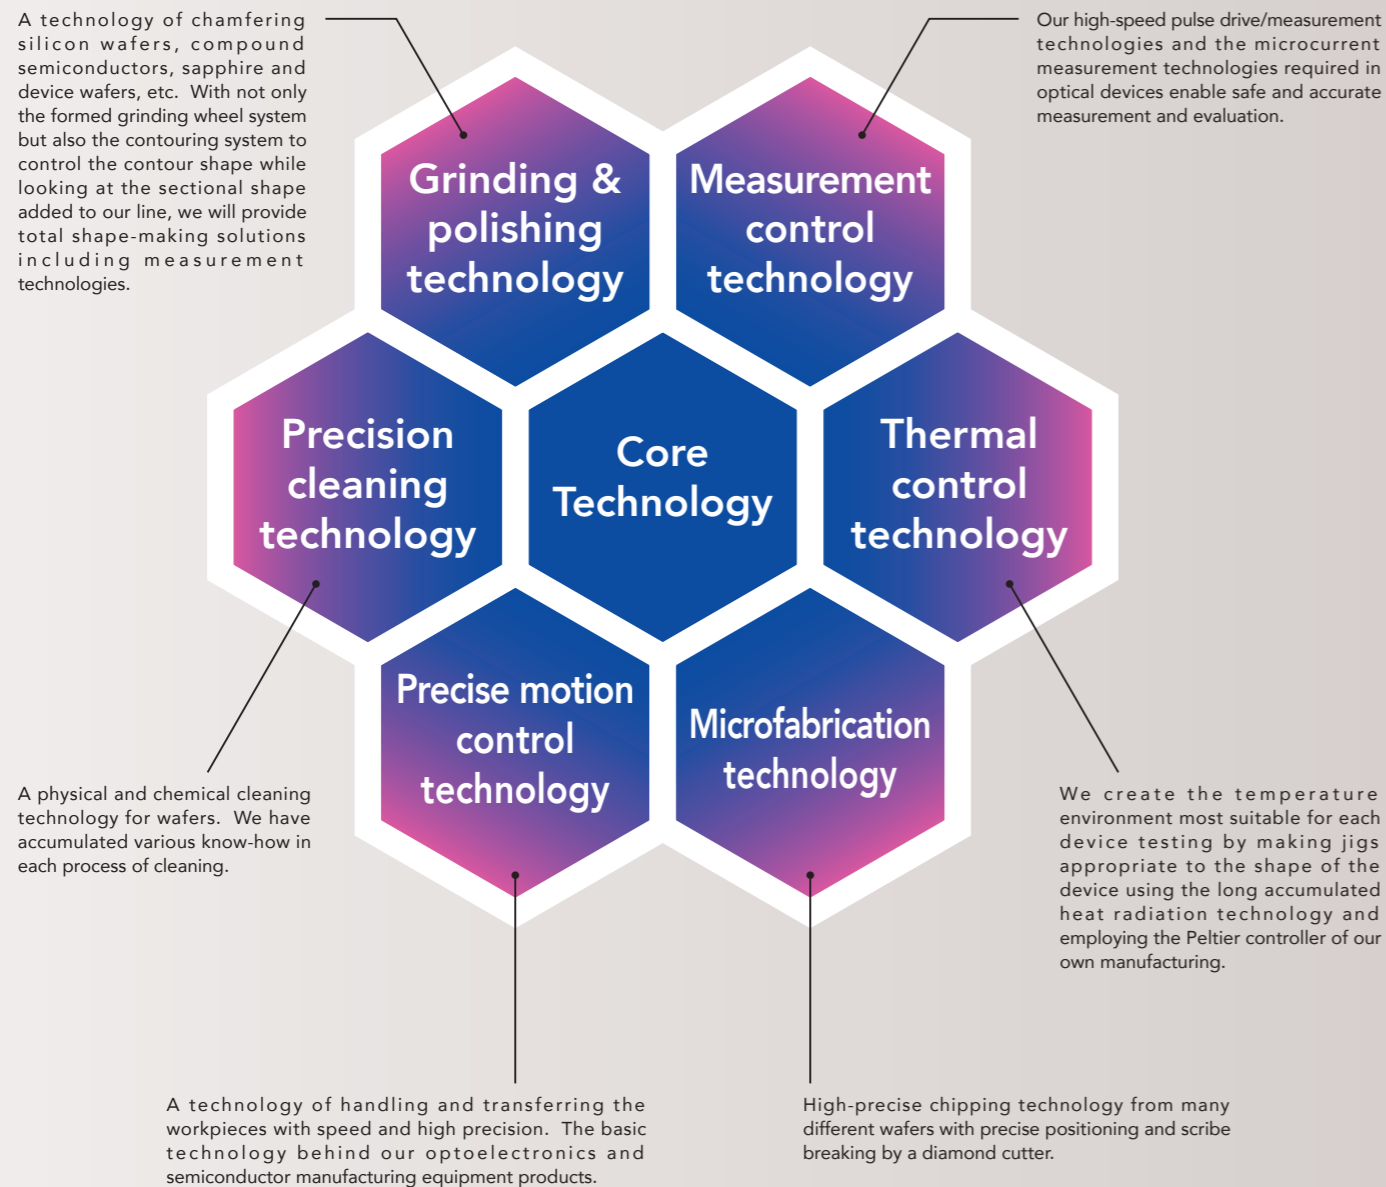 A technology of chamfering
silicon wafers, compound
semiconductors, sapphire and
device wafers, etc.  With not only
the formed grinding wheel system
but also the contouring system to
control the contour shape while
looking at the sectional shape
added to our line, we will provide
total shape-making solutions
including measurement
technologies.
Our high-speed pulse drive/measurement
technologies and the microcurrent
measurement technologies required in
optical devices enable safe and accurate
measurement and evaluation.
Grinding &
polishing
technology
Measurement
control
technology
Precision
cleaning
technology
Core
Technology
Thermal
control
technology
Precise motion
control
technology
Microfabrication
technology
A physical and chemical cleaning
technology for wafers.  We have
accumulated various know-how in
each process of cleaning.
We create the temperature
environment most suitable for each
device testing by making jigs
appropriate to the shape of the
device using the long accumulated
heat radiation technology and
employing the Peltier controller of our
own manufacturing.
A technology of handling and transferring the
workpieces with speed and high precision.  The basic
technology behind our optoelectronics and
semiconductor manufacturing equipment products.
High-precise chipping technology from many
different wafers with precise positioning and scribe
breaking by a diamond cutter.